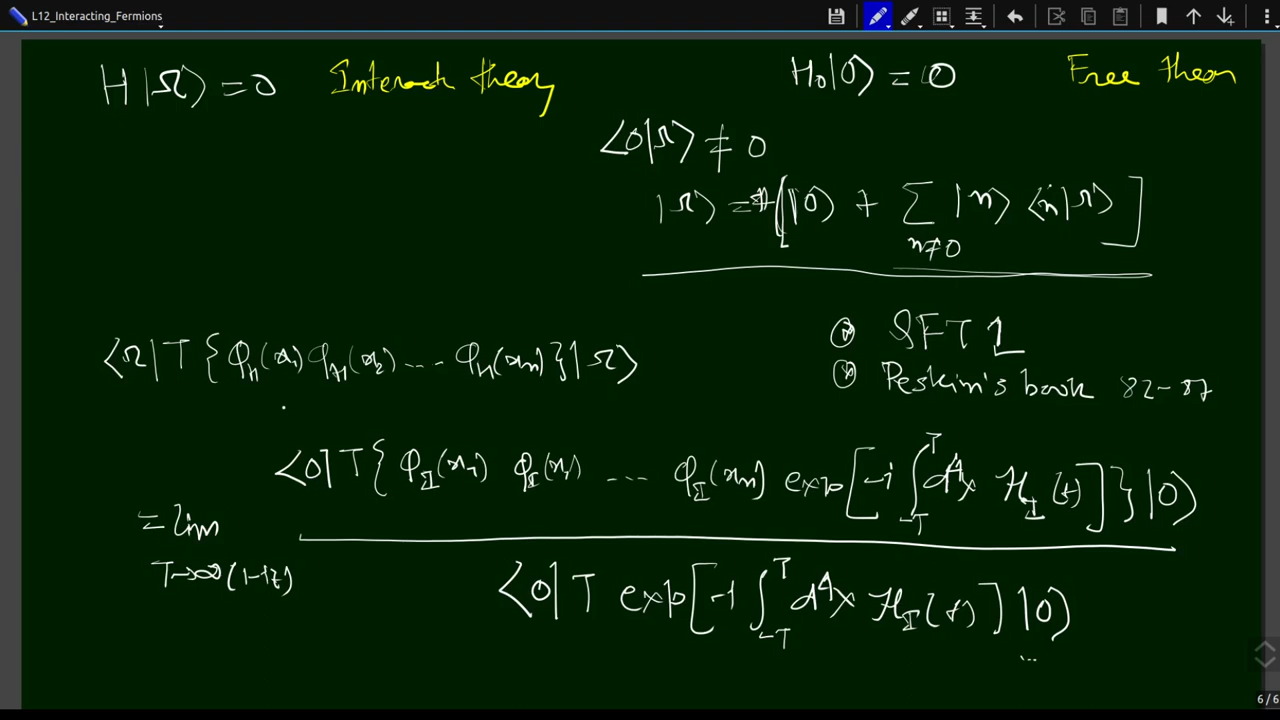 L12_Interacting_Fermions
H|Ω⟩ = 0 Interact theory H₀|0⟩ = 0 Free theor
⟨0|Ω⟩ ≠ 0
|Ω⟩ = [|0⟩ + ∑ |n⟩ ⟨n|Ω⟩]
n≠0
QFT 1
⟨Ω|T{φ_H(x₁) φ_H(x₂) ... φ_H(x_n)}|Ω⟩
Peskin's book 82-87
⟨0|T{φ_I(x₁) φ_I(x₂) ... φ_I(x_n) exp[-i ∫_{-T}^{T} d⁴x ℋ_I(t)]}|0⟩
= lim
T→∞(1-iε)
⟨0|T exp[-i ∫_{-T}^{T} d⁴x ℋ_I(t)]|0⟩
6/6